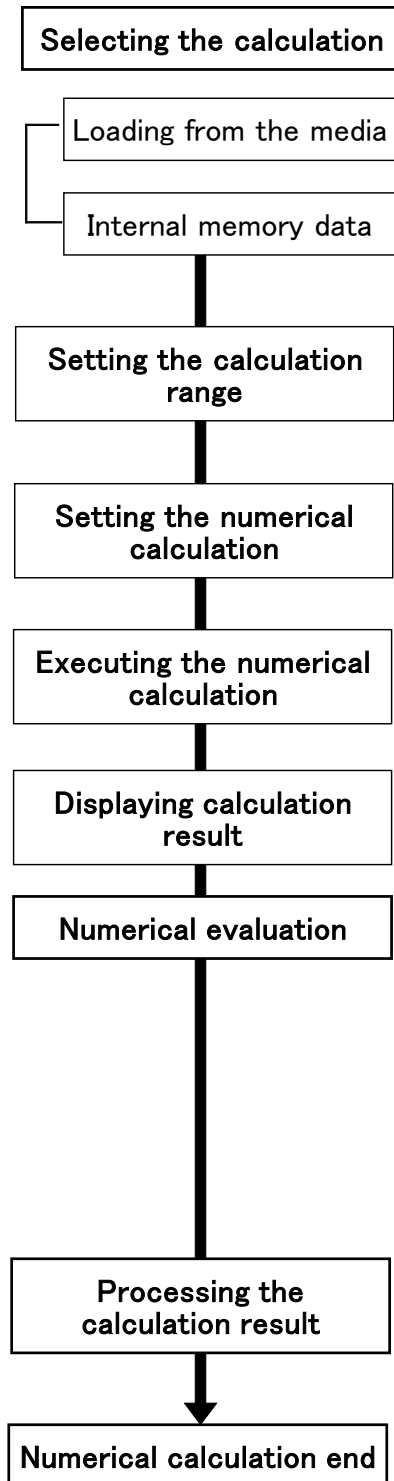 Selecting the calculation
Loading from the media
Internal memory data
Setting the calculation
range
Setting the numerical
calculation
Executing the numerical
calculation
Displaying calculation
result
Numerical evaluation
Processing the
calculation result
Numerical calculation end